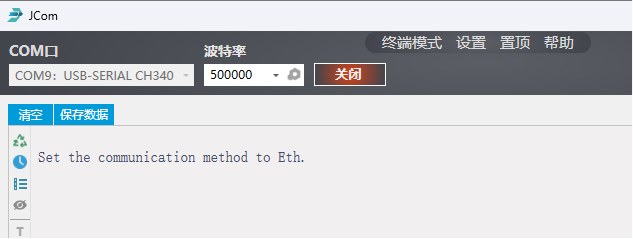 JCom
终端模式 设置 置顶 帮助
COM口 波特率
COM9：USB-SERIAL CH340 500000 关闭
清空 保存数据
Set the communication method to Eth.
T